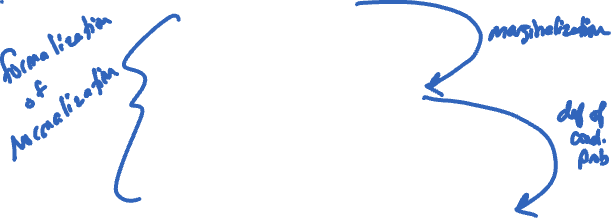 formalization
of
normalization
marginalization
def of
cond.
prob